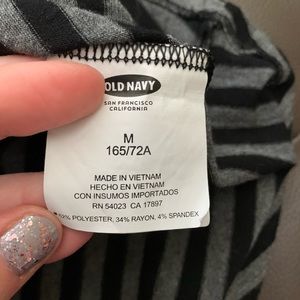 OLD NAVY
SAN FRANCISCO
CALIFORNIA
M
165/72A
MADE IN VIETNAM
HECHO EN VIETNAM
CON INSUMOS IMPORTADOS
RN 54023 CA 17897
POLYESTER, 34% RAYON, 4% SPANDEX